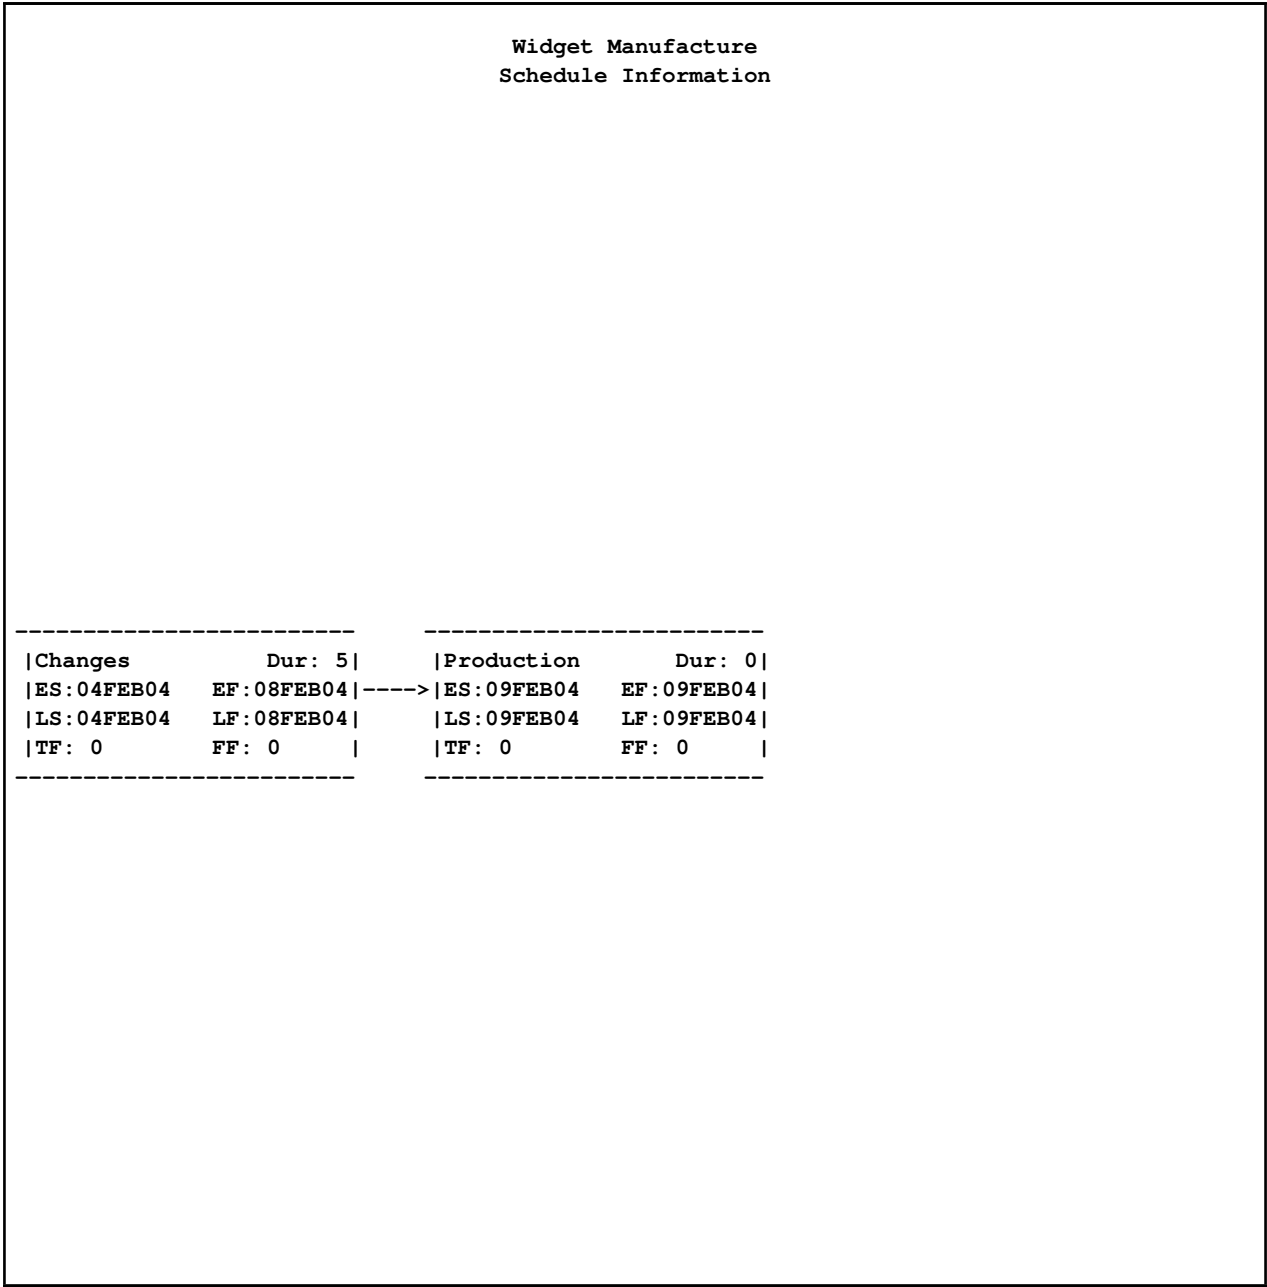 Widget Manufacture
Schedule Information
------------------------- -------------------------
|Changes Dur: 5| |Production Dur: 0|
|ES:04FEB04 EF:08FEB04|---->|ES:09FEB04 EF:09FEB04|
|LS:04FEB04 LF:08FEB04| |LS:09FEB04 LF:09FEB04|
|TF: 0 FF: 0 | |TF: 0 FF: 0 |
------------------------- -------------------------